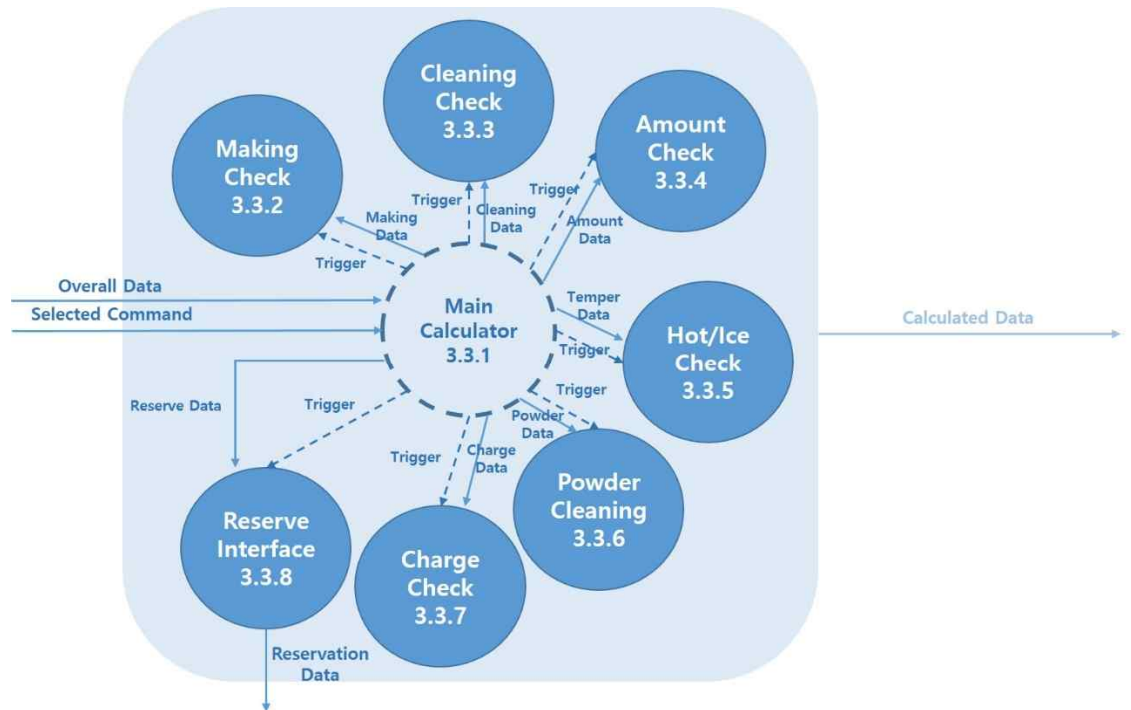 Cleaning
Check
3.3.3
Amount
Check
3.3.4
Making
Check
3.3.2
Trigger
Cleaning
Data
Trigger
Amount
Data
Making
Data
Trigger
Overall Data
Selected Command
Main
Calculator
3.3.1
Temper
Data
Trigger
Hot/Ice
Check
3.3.5
Calculated Data
Reserve Data
Trigger
Trigger
Powder
Data
Trigger
Charge
Data
Powder
Cleaning
3.3.6
Reserve
Interface
3.3.8
Charge
Check
3.3.7
Reservation
Data